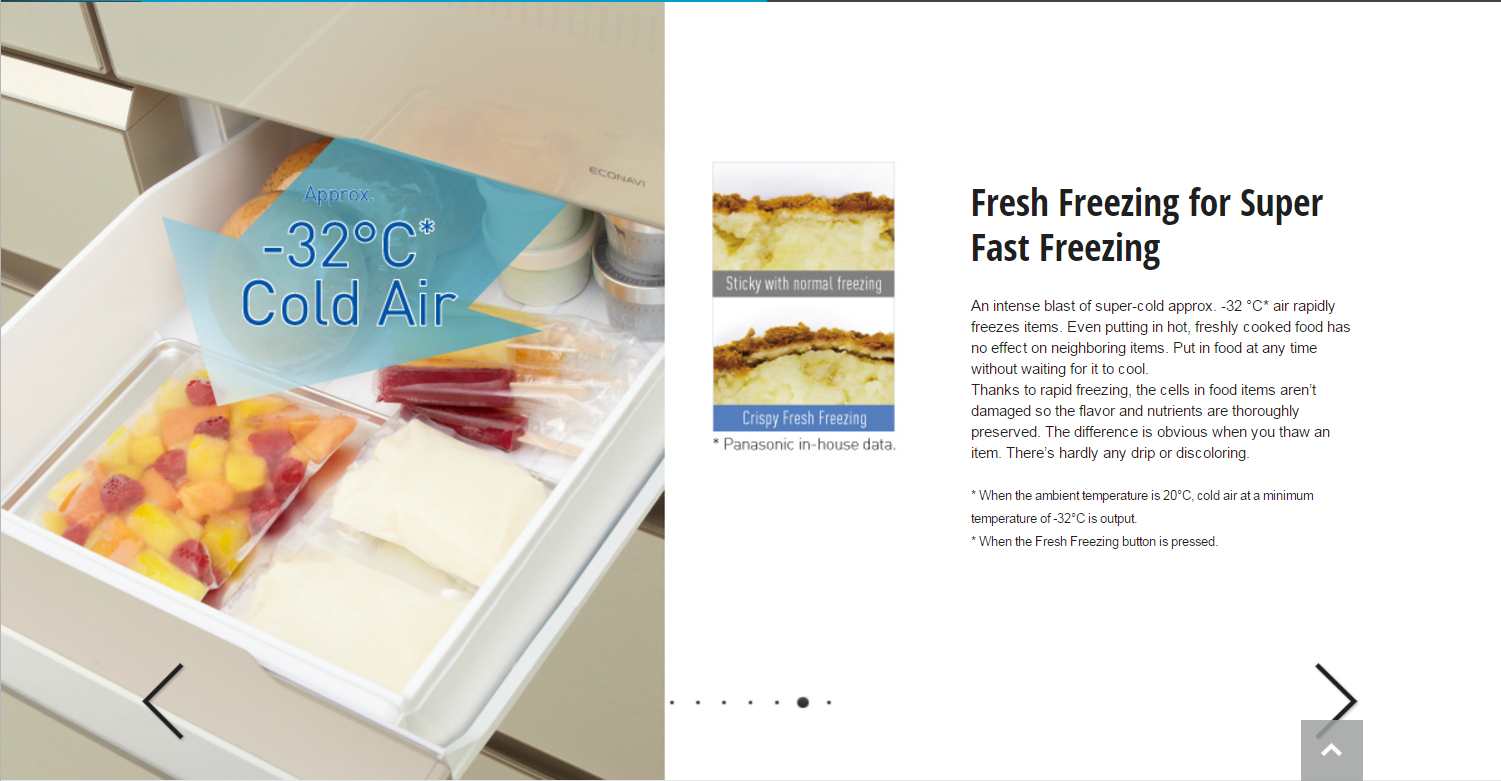 ECONAVI
Approx.
-32°C*
Cold Air
Sticky with normal freezing
Crispy Fresh Freezing
* Panasonic in-house data.
Fresh Freezing for Super
Fast Freezing
An intense blast of super-cold approx. -32 °C* air rapidly
freezes items. Even putting in hot, freshly cooked food has
no effect on neighboring items. Put in food at any time
without waiting for it to cool.
Thanks to rapid freezing, the cells in food items aren’t
damaged so the flavor and nutrients are thoroughly
preserved. The difference is obvious when you thaw an
item. There’s hardly any drip or discoloring.
* When the ambient temperature is 20°C, cold air at a minimum
temperature of -32°C is output.
* When the Fresh Freezing button is pressed.